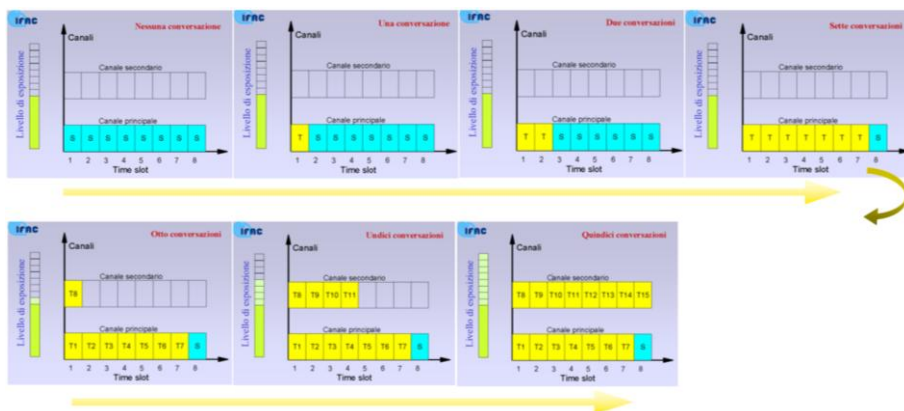 IFAC Nessuna conversazione
Canali
Livello di esposizione
Canale secondario
Canale principale
S S S S S S S S
1 2 3 4 5 6 7 8
Time slot
IFAC Una conversazione
Canali
Livello di esposizione
Canale secondario
Canale principale
T S S S S S S S
1 2 3 4 5 6 7 8
Time slot
IFAC Due conversazioni
Canali
Livello di esposizione
Canale secondario
Canale principale
T T S S S S S S
1 2 3 4 5 6 7 8
Time slot
IFAC Sette conversazioni
Canali
Livello di esposizione
Canale secondario
Canale principale
T T T T T T T S
1 2 3 4 5 6 7 8
Time slot
IFAC Otto conversazioni
Canali
Livello di esposizione
Canale secondario
T8
Canale principale
T1 T2 T3 T4 T5 T6 T7 S
1 2 3 4 5 6 7 8
Time slot
IFAC Undici conversazioni
Canali
Livello di esposizione
Canale secondario
T8 T9 T10 T11
Canale principale
T1 T2 T3 T4 T5 T6 T7 S
1 2 3 4 5 6 7 8
Time slot
IFAC Quindici conversazioni
Canali
Livello di esposizione
Canale secondario
T8 T9 T10 T11 T12 T13 T14 T15
Canale principale
T1 T2 T3 T4 T5 T6 T7 S
1 2 3 4 5 6 7 8
Time slot